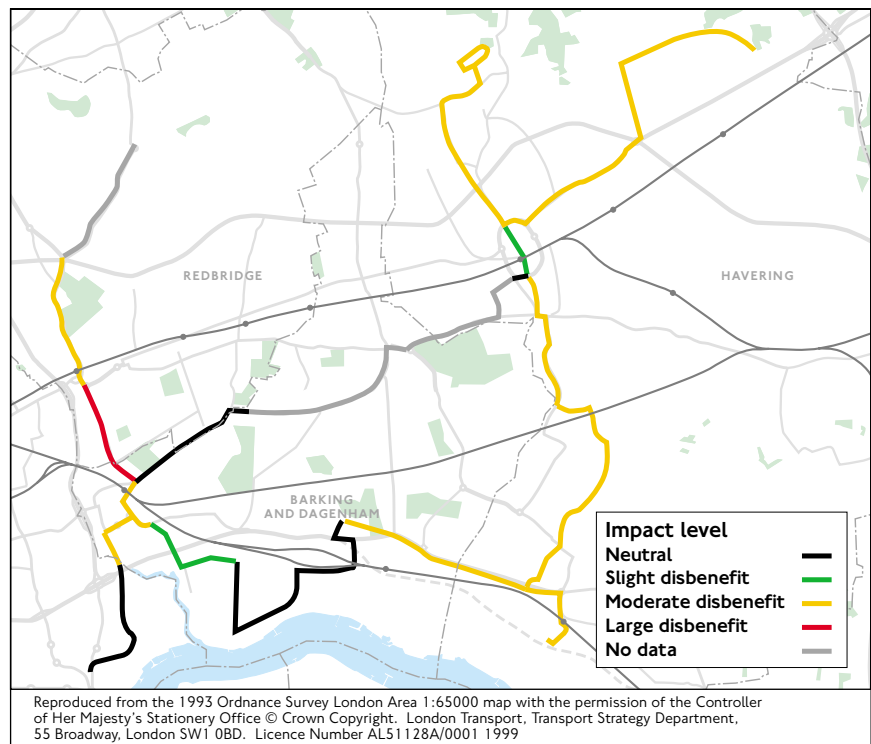 REDBRIDGE
HAVERING
BARKING
AND DAGENHAM
Impact level
Neutral
Slight disbenefit
Moderate disbenefit
Large disbenefit
No data
Reproduced from the 1993 Ordnance Survey London Area 1:65000 map with the permission of the Controller
of Her Majesty's Stationery Office © Crown Copyright. London Transport, Transport Strategy Department,
55 Broadway, London SW1 0BD. Licence Number AL51128A/0001 1999